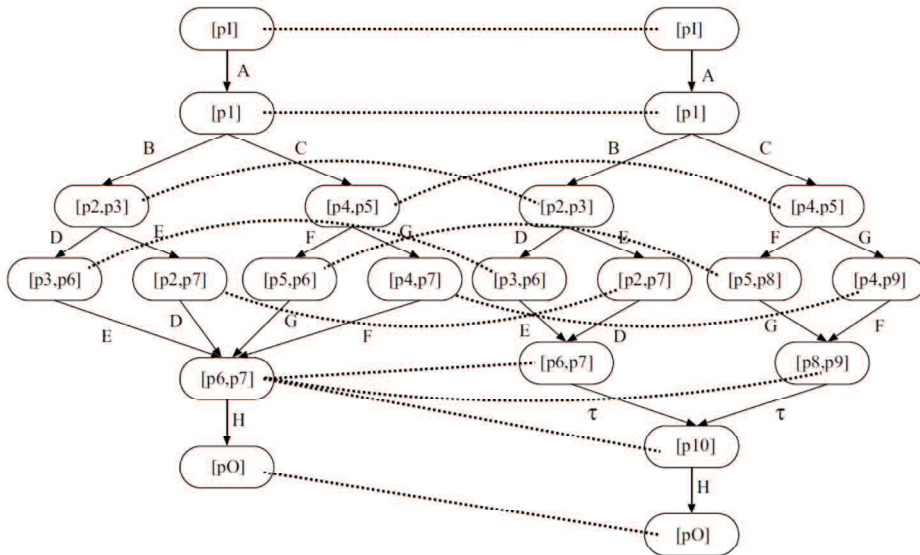 [pI] [pI]
A A
[p1] [p1]
B C B C
[p2,p3] [p4,p5] [p2,p3] [p4,p5]
D E F G D E F G
[p3,p6] [p2,p7] [p5,p6] [p4,p7] [p3,p6] [p2,p7] [p5,p8] [p4,p9]
E D G F E D G F
[p6,p7] [p6,p7] [p8,p9]
H τ τ
[p10]
[pO] H
[pO]